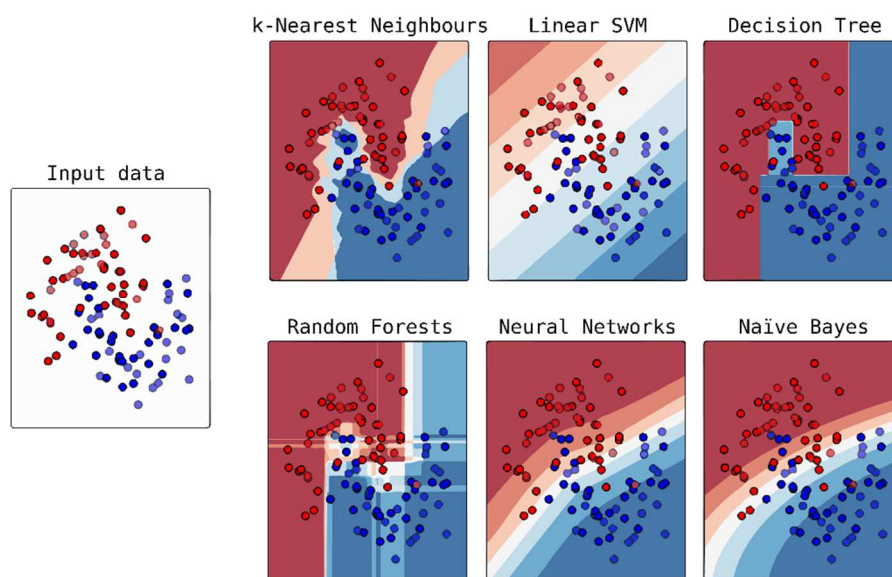 k-Nearest Neighbours
Linear SVM
Decision Tree
Input data
Random Forests
Neural Networks
Naïve Bayes